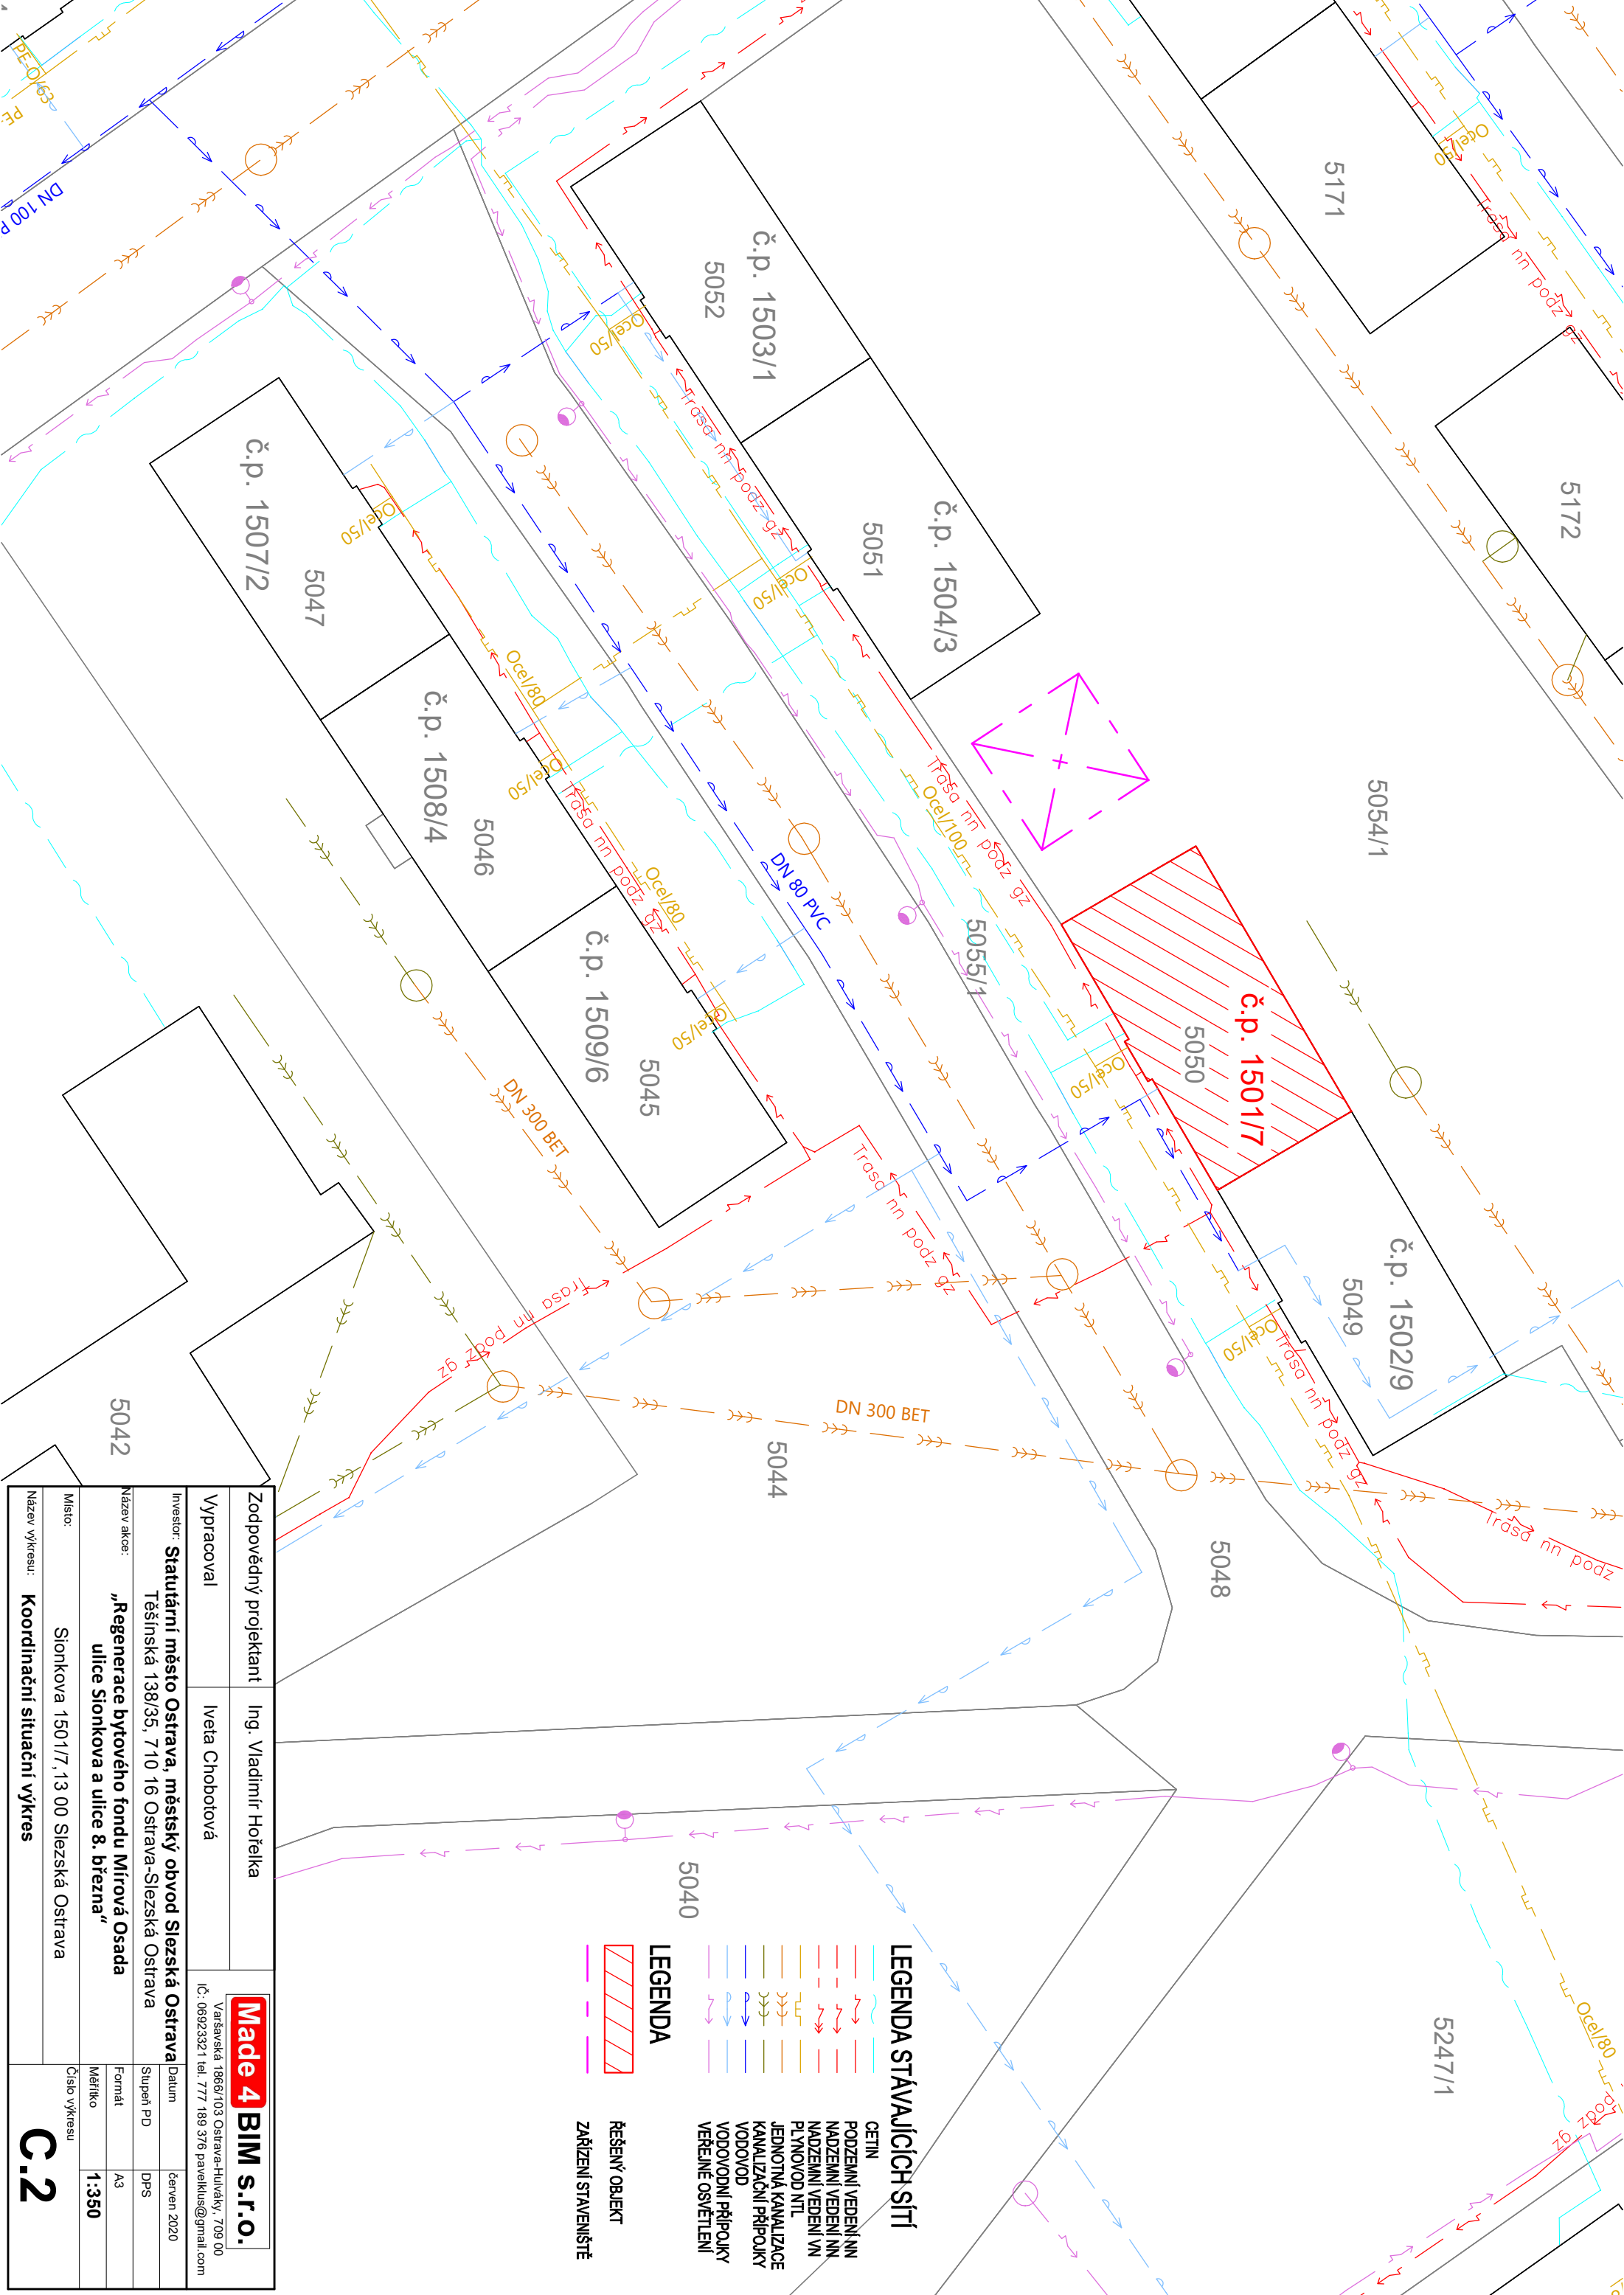 5171
5172
5054/1
č.p. 1503/1
5052
č.p. 1504/3
5051
č.p. 1501/7
5050
č.p. 1502/9
5049
č.p. 1507/2
5047
č.p. 1508/4
5046
č.p. 1509/6
5045
5055/1
5048
5044
5042
5040
5247/1
PE-O/63
PE-
DN 100 P
DN 80 PVC
DN 300 BET
DN 300 BET
Ocel/50
Ocel/50
Ocel/50
Ocel/50
Ocel/50
Ocel/50
Ocel/50
Ocel/50
Ocel/80
Ocel/80
Ocel/80
Ocel/100
Trasa nn podz gz
Trasa nn podz gz
Trasa nn podz gz
Trasa nn podz gz
Trasa nn podz gz
Trasa nn podz gz
Trasa nn podz gz
Trasa nn podz
podz gz
LEGENDA STÁVAJÍCÍCH SÍTÍ
CETIN
PODZEMNÍ VEDENÍ NN
NADZEMNÍ VEDENÍ NN
NADZEMNÍ VEDENÍ VN
PLYNOVOD NTL
JEDNOTNÁ KANALIZACE
KANALIZAČNÍ PŘÍPOJKY
VODOVOD
VODOVODNÍ PŘÍPOJKY
VEŘEJNÉ OSVĚTLENÍ
LEGENDA
ŘEŠENÝ OBJEKT
ZAŘÍZENÍ STAVENIŠTĚ
Zodpovědný projektant Ing. Vladimír Hořelka
Vypracoval Iveta Chobotová
Made 4 BIM s.r.o.
Varšavská 1866/103 Ostrava-Hulváky, 709 00
IČ: 06923321 tel. 777 189 376 pavelklus@gmail.com
Investor: Statutární město Ostrava, městský obvod Slezská Ostrava
Těšínská 138/35, 710 16 Ostrava-Slezská Ostrava
Název akce: „Regenerace bytového fondu Mírová Osada
ulice Sionkova a ulice 8. března“
Místo: Sionkova 1501/7,13 00 Slezská Ostrava
Název výkresu: Koordinační situační výkres
Datum červen 2020
Stupeň PD DPS
Formát A3
Měřítko 1:350
Číslo výkresu
C.2